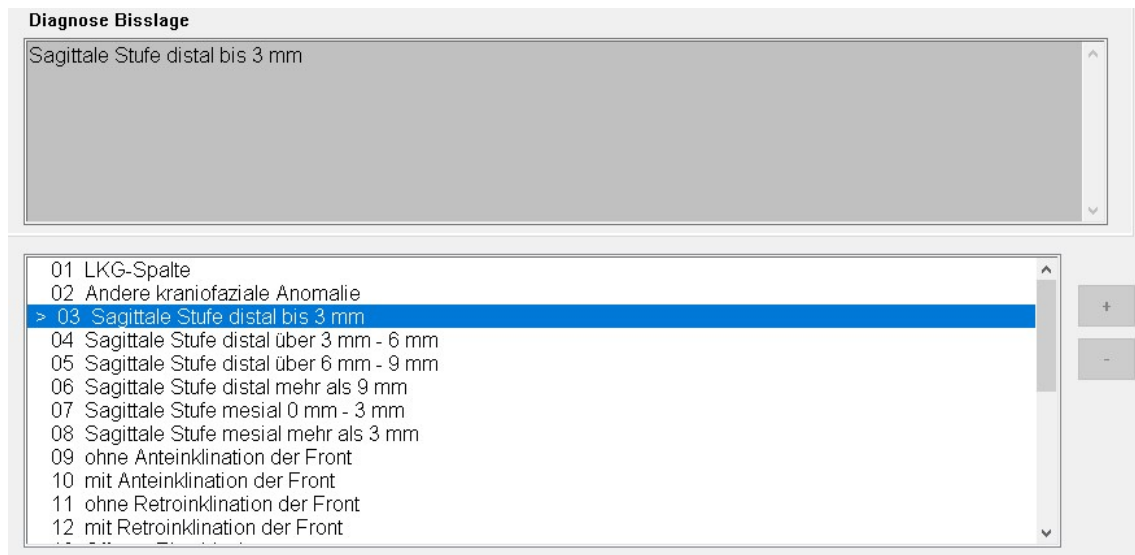 Diagnose Bisslage
Sagittale Stufe distal bis 3 mm
01 LKG-Spalte
02 Andere kraniofaziale Anomalie
> 03 Sagittale Stufe distal bis 3 mm
04 Sagittale Stufe distal über 3 mm - 6 mm
05 Sagittale Stufe distal über 6 mm - 9 mm
06 Sagittale Stufe distal mehr als 9 mm
07 Sagittale Stufe mesial 0 mm - 3 mm
08 Sagittale Stufe mesial mehr als 3 mm
09 ohne Anteinklination der Front
10 mit Anteinklination der Front
11 ohne Retroinklination der Front
12 mit Retroinklination der Front
+
-